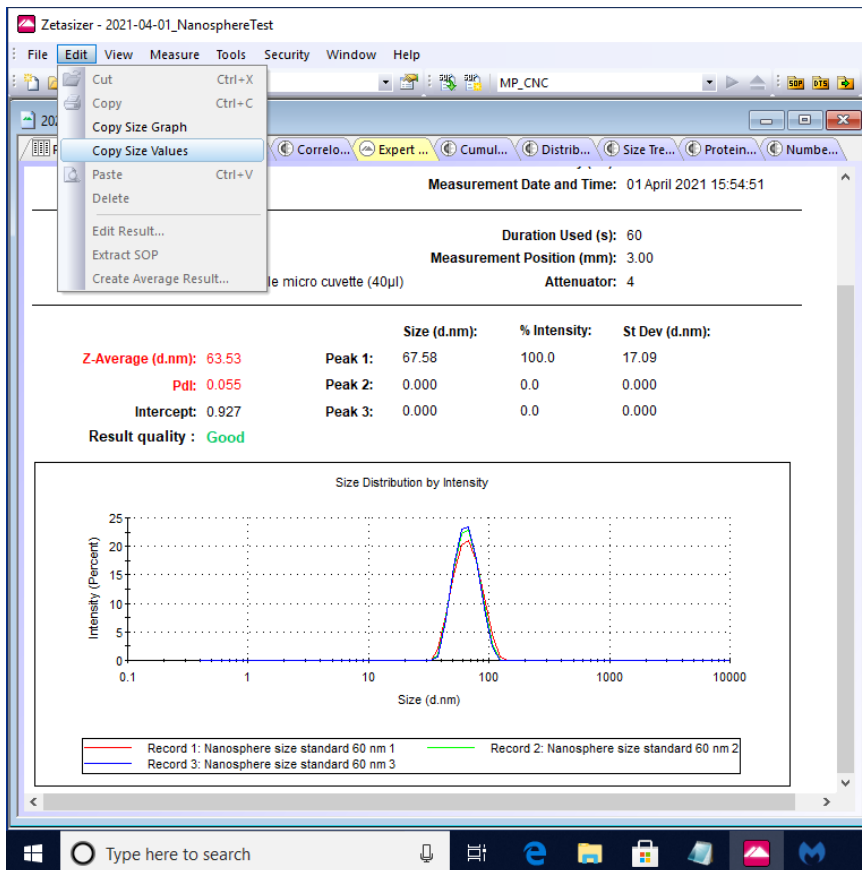 Zetasizer - 2021-04-01_NanosphereTest
File Edit View Measure Tools Security Window Help
MP_CNC
SOP DTS
Cut Ctrl+X
Copy Ctrl+C
Copy Size Graph
Copy Size Values
Paste Ctrl+V
Delete
Edit Result...
Extract SOP
Create Average Result...
Correlo... Expert ... Cumul... Distrib... Size Tre... Protein... Numbe...
Measurement Date and Time: 01 April 2021 15:54:51
Duration Used (s): 60
Measurement Position (mm): 3.00
le micro cuvette (40µl) Attenuator: 4
Size (d.nm): % Intensity: St Dev (d.nm):
Z-Average (d.nm): 63.53 Peak 1: 67.58 100.0 17.09
PdI: 0.055 Peak 2: 0.000 0.0 0.000
Intercept: 0.927 Peak 3: 0.000 0.0 0.000
Result quality : Good
Size Distribution by Intensity
Intensity (Percent)
25
20
15
10
5
0
0.1 1 10 100 1000 10000
Size (d.nm)
Record 1: Nanosphere size standard 60 nm 1 Record 2: Nanosphere size standard 60 nm 2
Record 3: Nanosphere size standard 60 nm 3
Type here to search